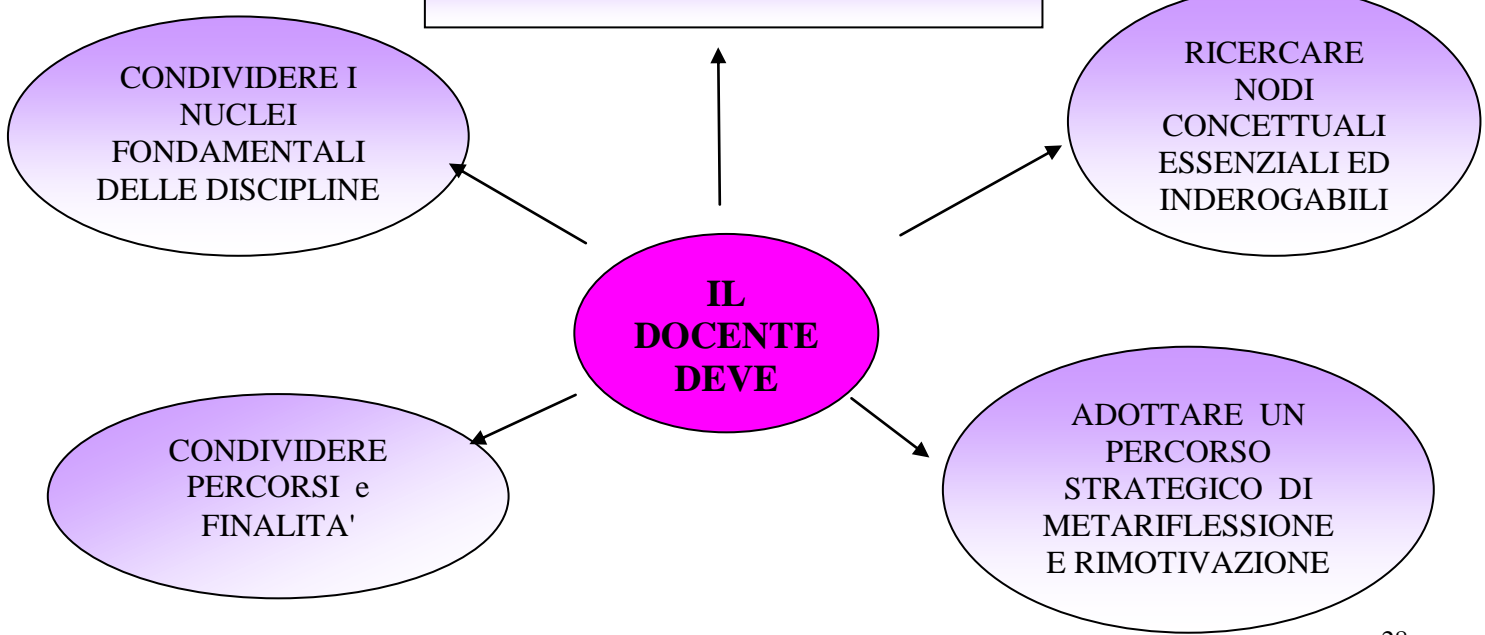 CONDIVIDERE I
NUCLEI
FONDAMENTALI
DELLE DISCIPLINE
RICERCARE
NODI
CONCETTUALI
ESSENZIALI ED
INDEROGABILI
IL
DOCENTE
DEVE
CONDIVIDERE
PERCORSI e
FINALITA'
ADOTTARE UN
PERCORSO
STRATEGICO DI
METARIFLESSIONE
E RIMOTIVAZIONE